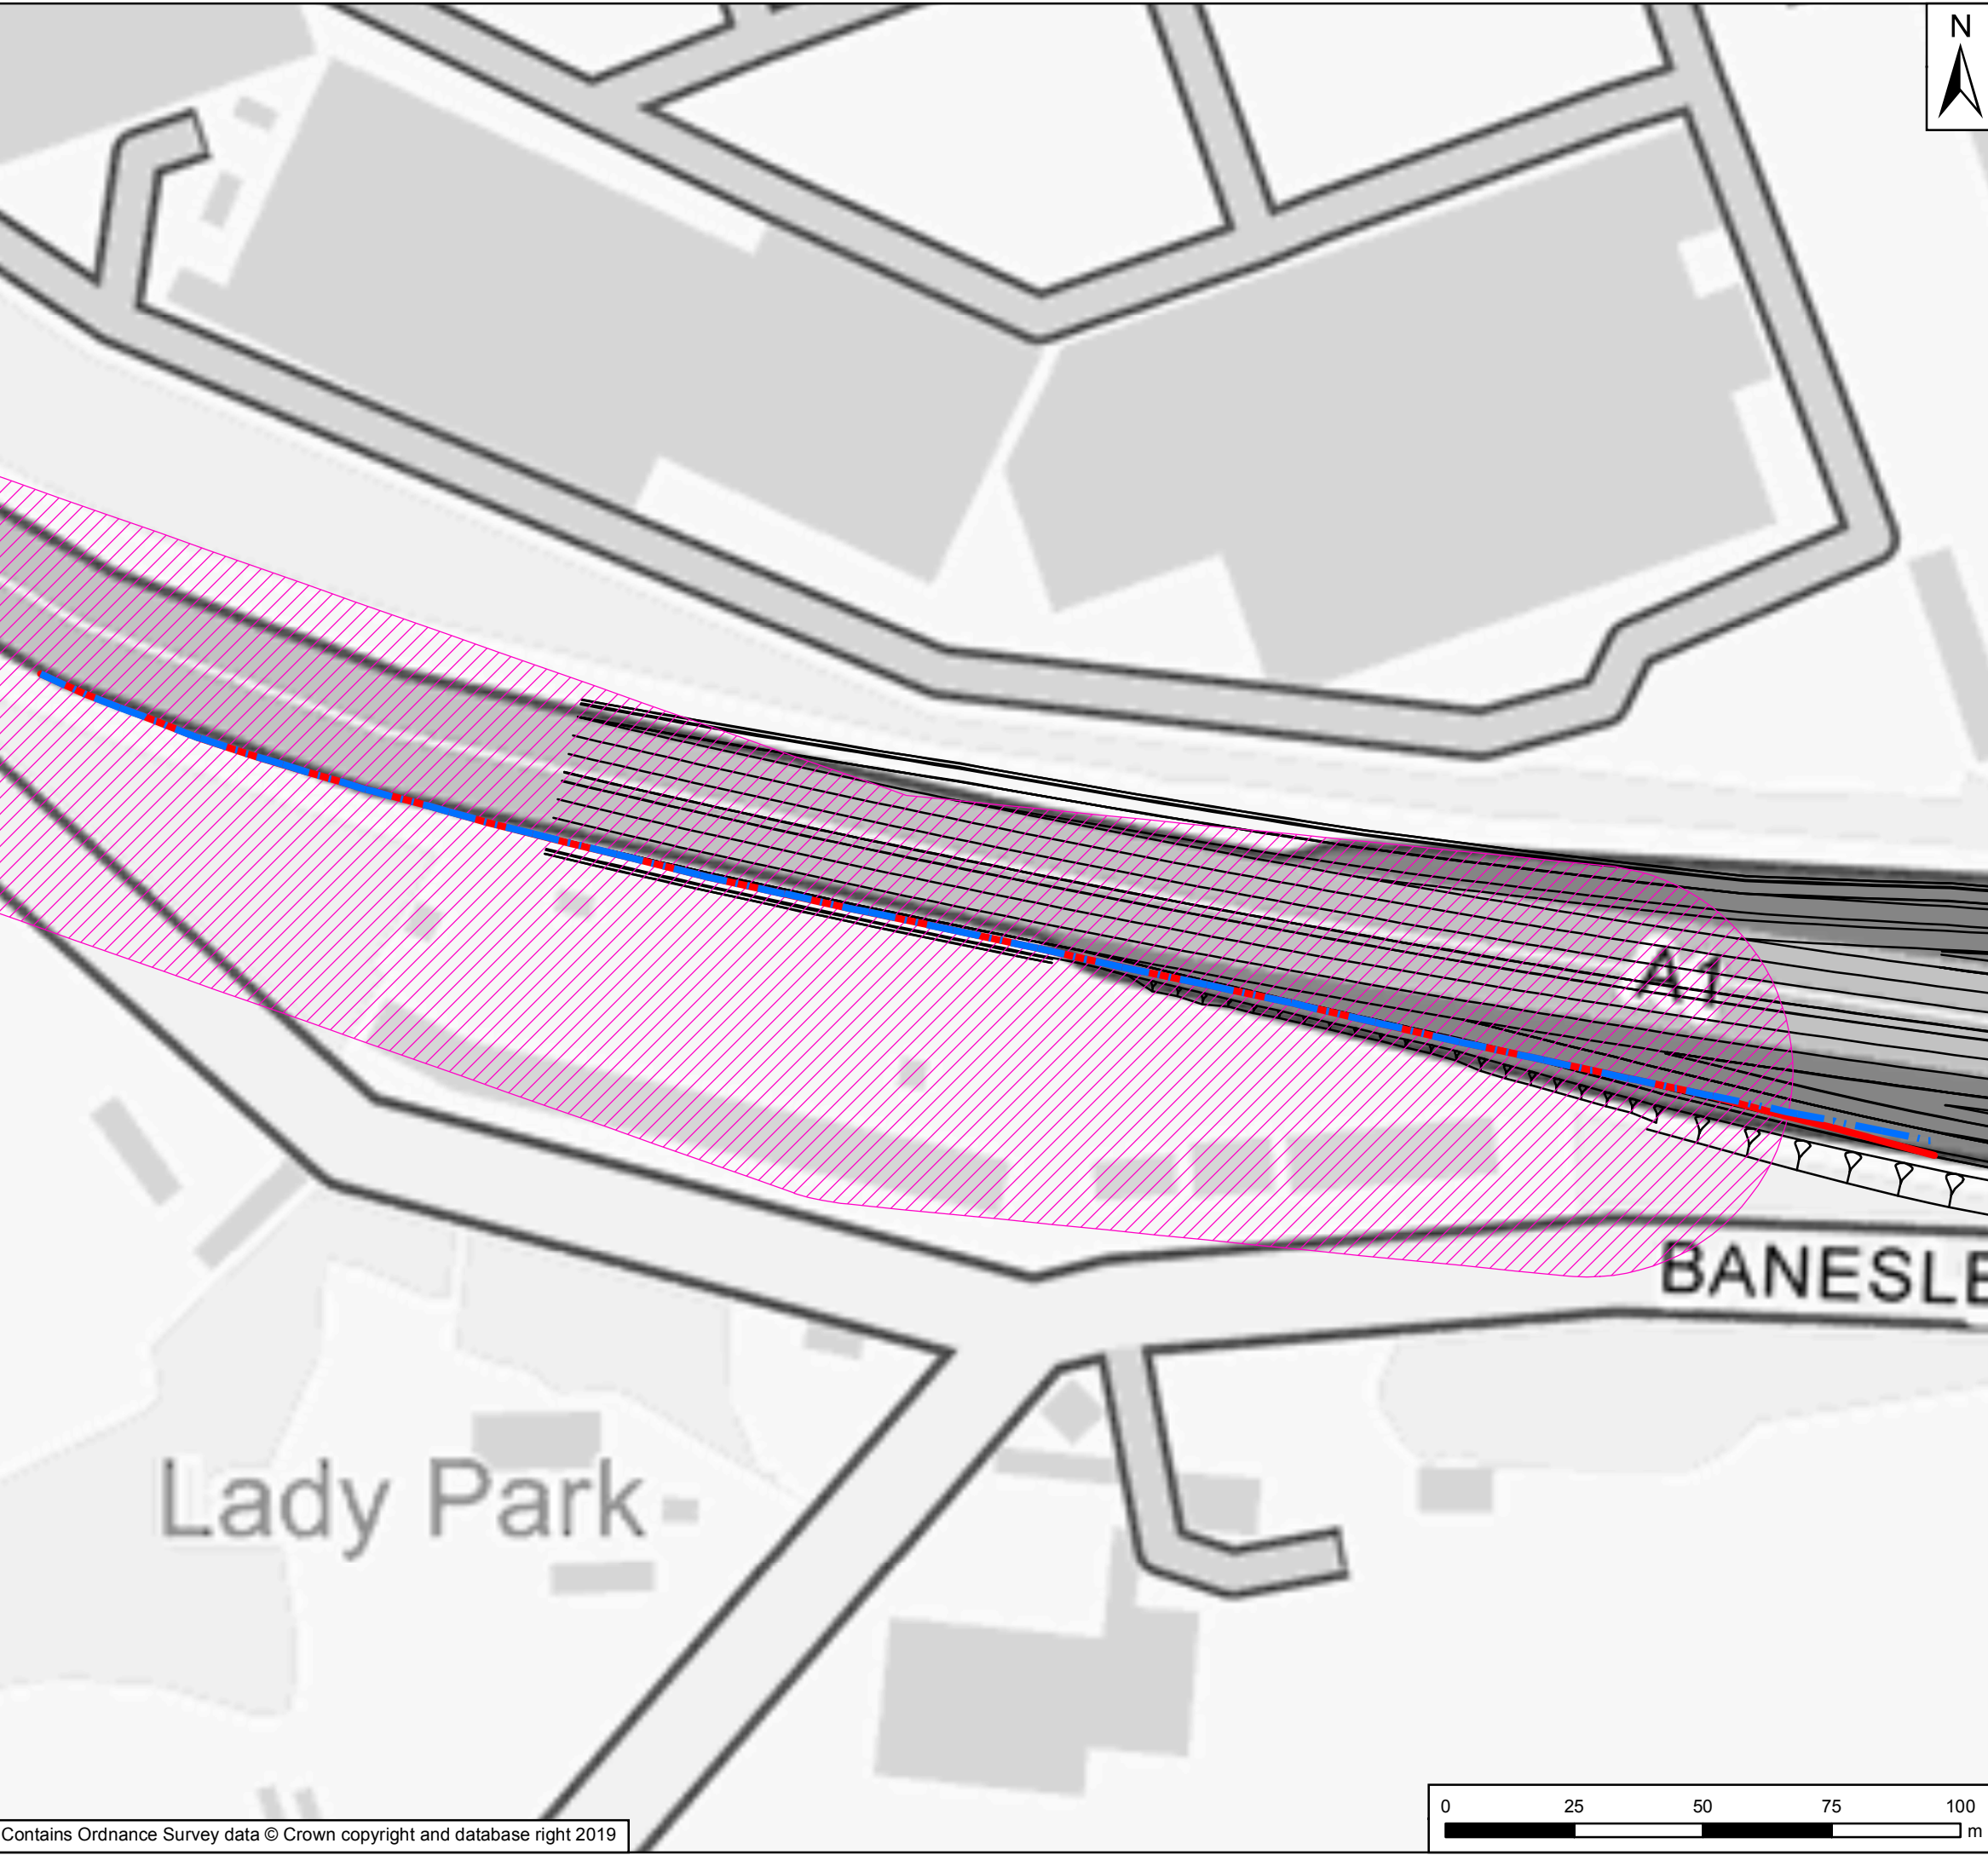 N
A1
BANESLE
Lady Park
0 25 50 75 100
m
Contains Ordnance Survey data © Crown copyright and database right 2019